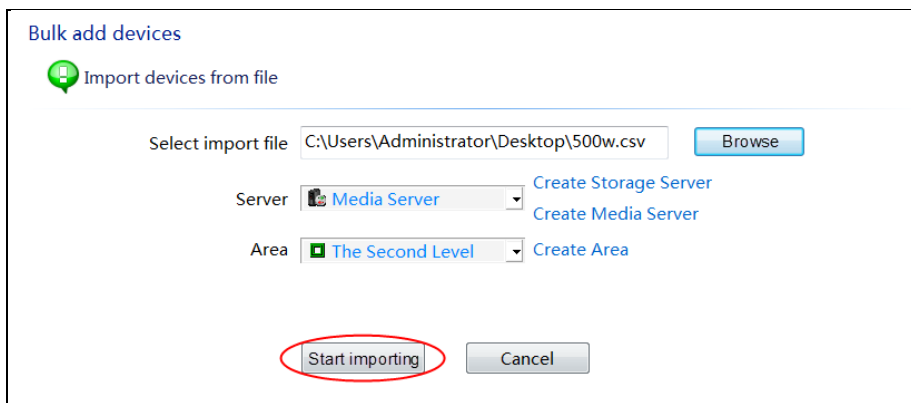 Bulk add devices
Import devices from file
Select import file C:\Users\Administrator\Desktop\500w.csv Browse
Create Storage Server
Server Media Server
Create Media Server
Area The Second Level Create Area
Start importing Cancel